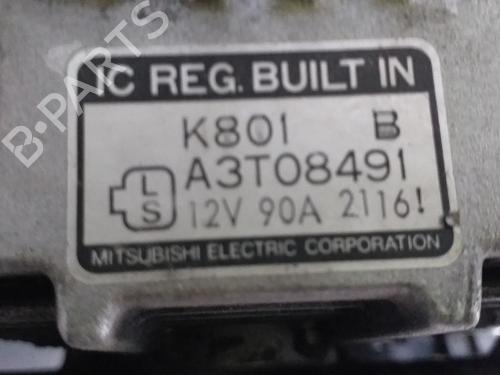 B-PARTS
IC REG. BUILT IN
K801 B
L
S
A3T08491
12V 90A 2116!
MITSUBISHI ELECTRIC CORPORATION